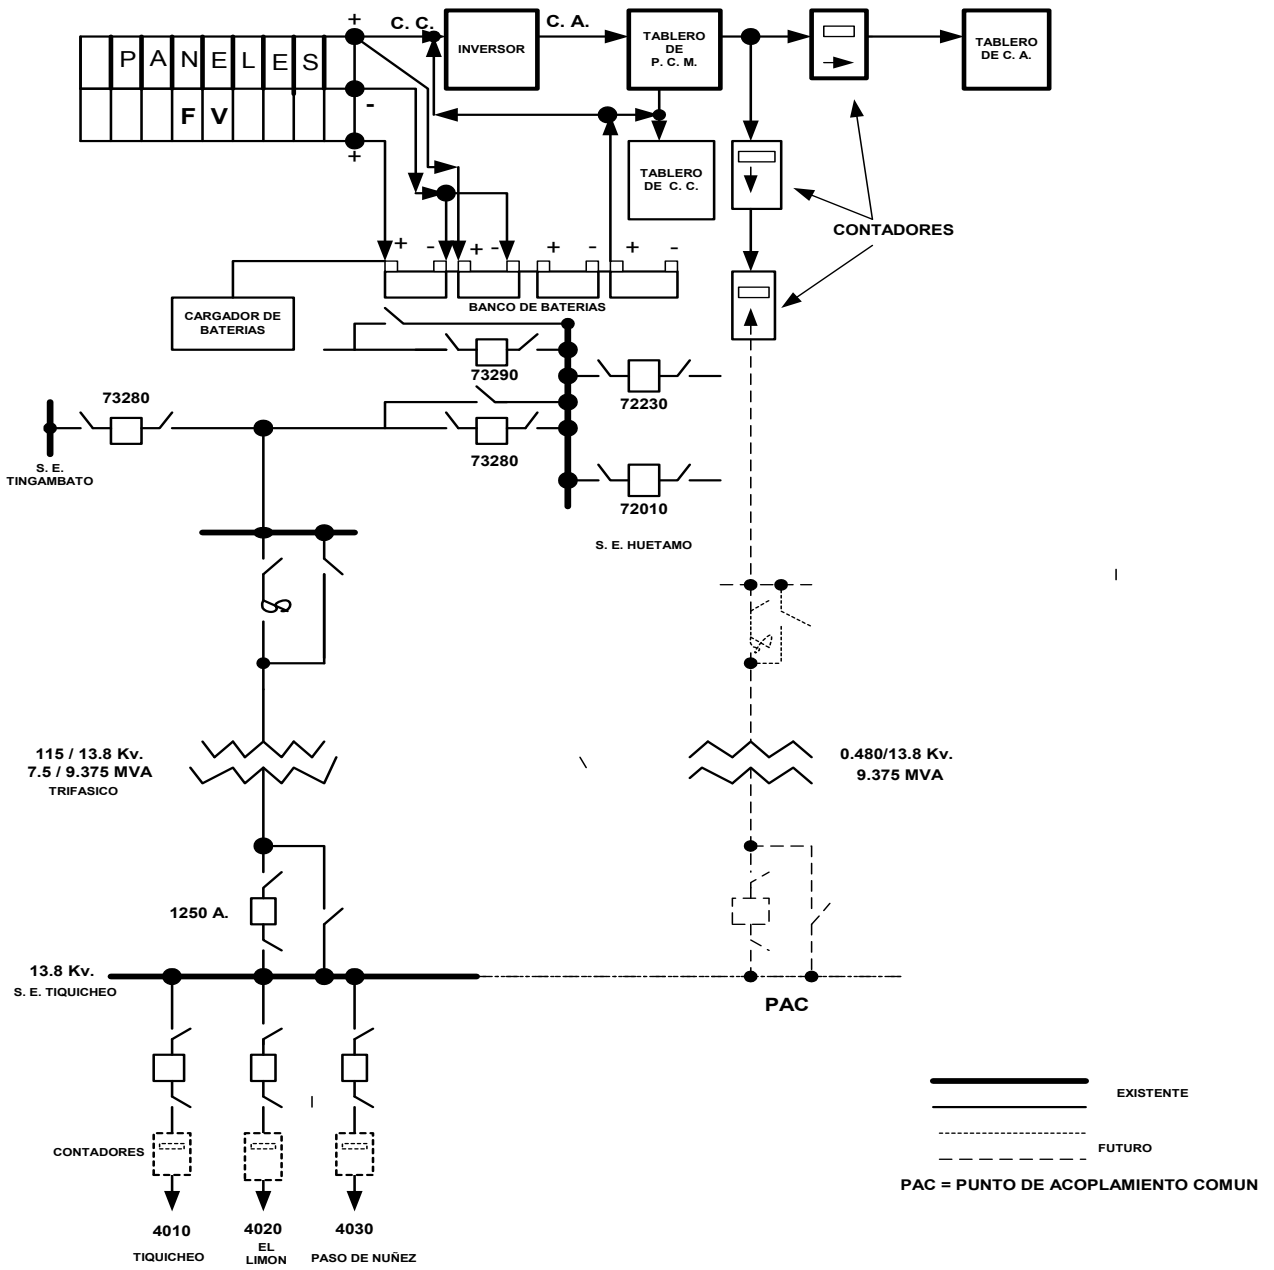 +
C. C.
C. A.
PANELES
FV
-
+
INVERSOR
TABLERO
DE
P. C. M.
TABLERO
DE C. A.
TABLERO
DE C. C.
CONTADORES
+ - + - + - + -
BANCO DE BATERIAS
CARGADOR DE
BATERIAS
73290
72230
73280
73280
72010
S. E.
TINGAMBATO
S. E. HUETAMO
115 / 13.8 Kv.
7.5 / 9.375 MVA
TRIFASICO
0.480/13.8 Kv.
9.375 MVA
1250 A.
13.8 Kv.
S. E. TIQUICHEO
PAC
EXISTENTE
FUTURO
PAC = PUNTO DE ACOPLAMIENTO COMUN
CONTADORES
4010
TIQUICHEO
4020
EL
LIMON
4030
PASO DE NUÑEZ